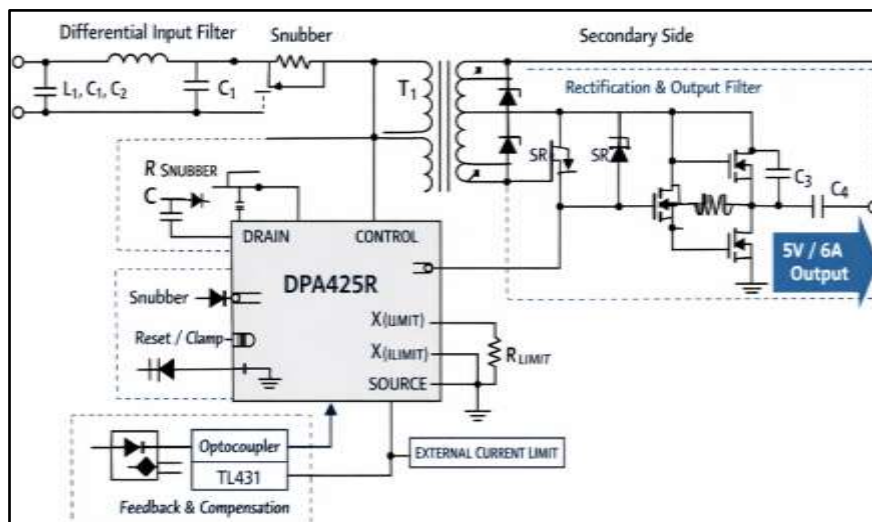 Differential Input Filter
Snubber
Secondary Side
L1, C1, C2
C1
T1
Rectification & Output Filter
SR
SR
C3
C4
R SNUBBER
C
DRAIN
CONTROL
DPA425R
5V / 6A
Output
Snubber
Reset / Clamp
X(LIMIT)
X(ILIMIT)
SOURCE
RLIMIT
Optocoupler
TL431
EXTERNAL CURRENT LIMIT
Feedback & Compensation